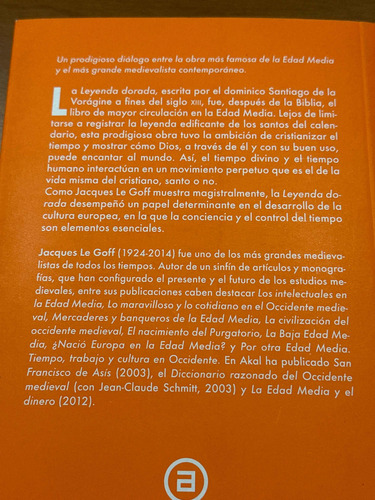 Un prodigioso diálogo entre la obra más famosa de la Edad Media
y el más grande medievalista contemporánea.
La Leyenda dorada, escrita por el dominico Santiago de la
Vorágine a fines del siglo XIII, fue, después de la Biblia, el
libro de mayor circulación en la Edad Media. Lejos de limi-
tarse a registrar la leyenda edificante de los santos del calen-
dario, esta prodigiosa obra tuvo la ambición de cristianizar el
tiempo y mostrar cómo Dios, a través de él y con su buen uso,
puede encantar al mundo. Así, el tiempo divino y el tiempo
humano interactúan en un movimiento perpetuo que es el de
la vida misma del cristiano, santo o no.
Como Jacques Le Goff muestra magistralmente, la Leyenda do-
rada desempeñó un papel determinante en el desarrollo de la
cultura europea, en la que la conciencia y el control del tiempo
son elementos esenciales.
Jacques Le Goff (1924-2014) fue uno de los más grandes medieva-
listas de todos los tiempos. Autor de un sinfín de artículos y monogra-
fías, que han configurado el presente y el futuro de los estudios me-
dievales, entre sus publicaciones caben destacar Los intelectuales en
la Edad Media, Lo maravilloso y lo cotidiano en el Occidente medie-
val, Mercaderes y banqueros de la Edad Media, La civilización del
occidente medieval, El nacimiento del Purgatorio, La Baja Edad Me-
dia, ¿Nació Europa en la Edad Media? y Por otra Edad Media.
Tiempo, trabajo y cultura en Occidente. En Akal ha publicado San
Francisco de Asís (2003), el Diccionario razonado del Occidente
medieval (con Jean-Claude Schmitt, 2003) y La Edad Media y el
dinero (2012).
a